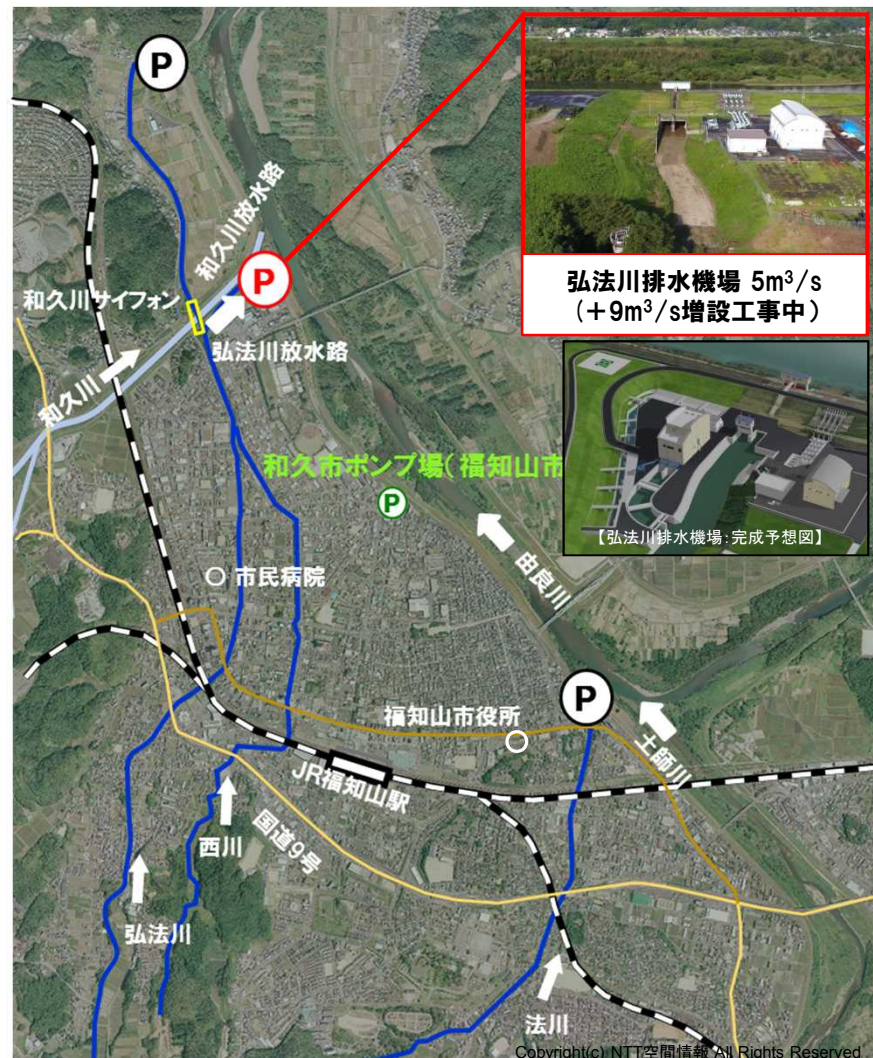 P
和久川放水路
P
弘法川排水機場 5m³/s
(+9m³/s増設工事中)
和久川サイフォン
弘法川放水路
和久川
和久市ポンプ場(福知山市
P
【弘法川排水機場:完成予想図】
由良川
市民病院
P
福知山市役所
土師川
JR福知山駅
国道9号
西川
弘法川
法川
Copyright(c) NTT空間情報 All Rights Reserved